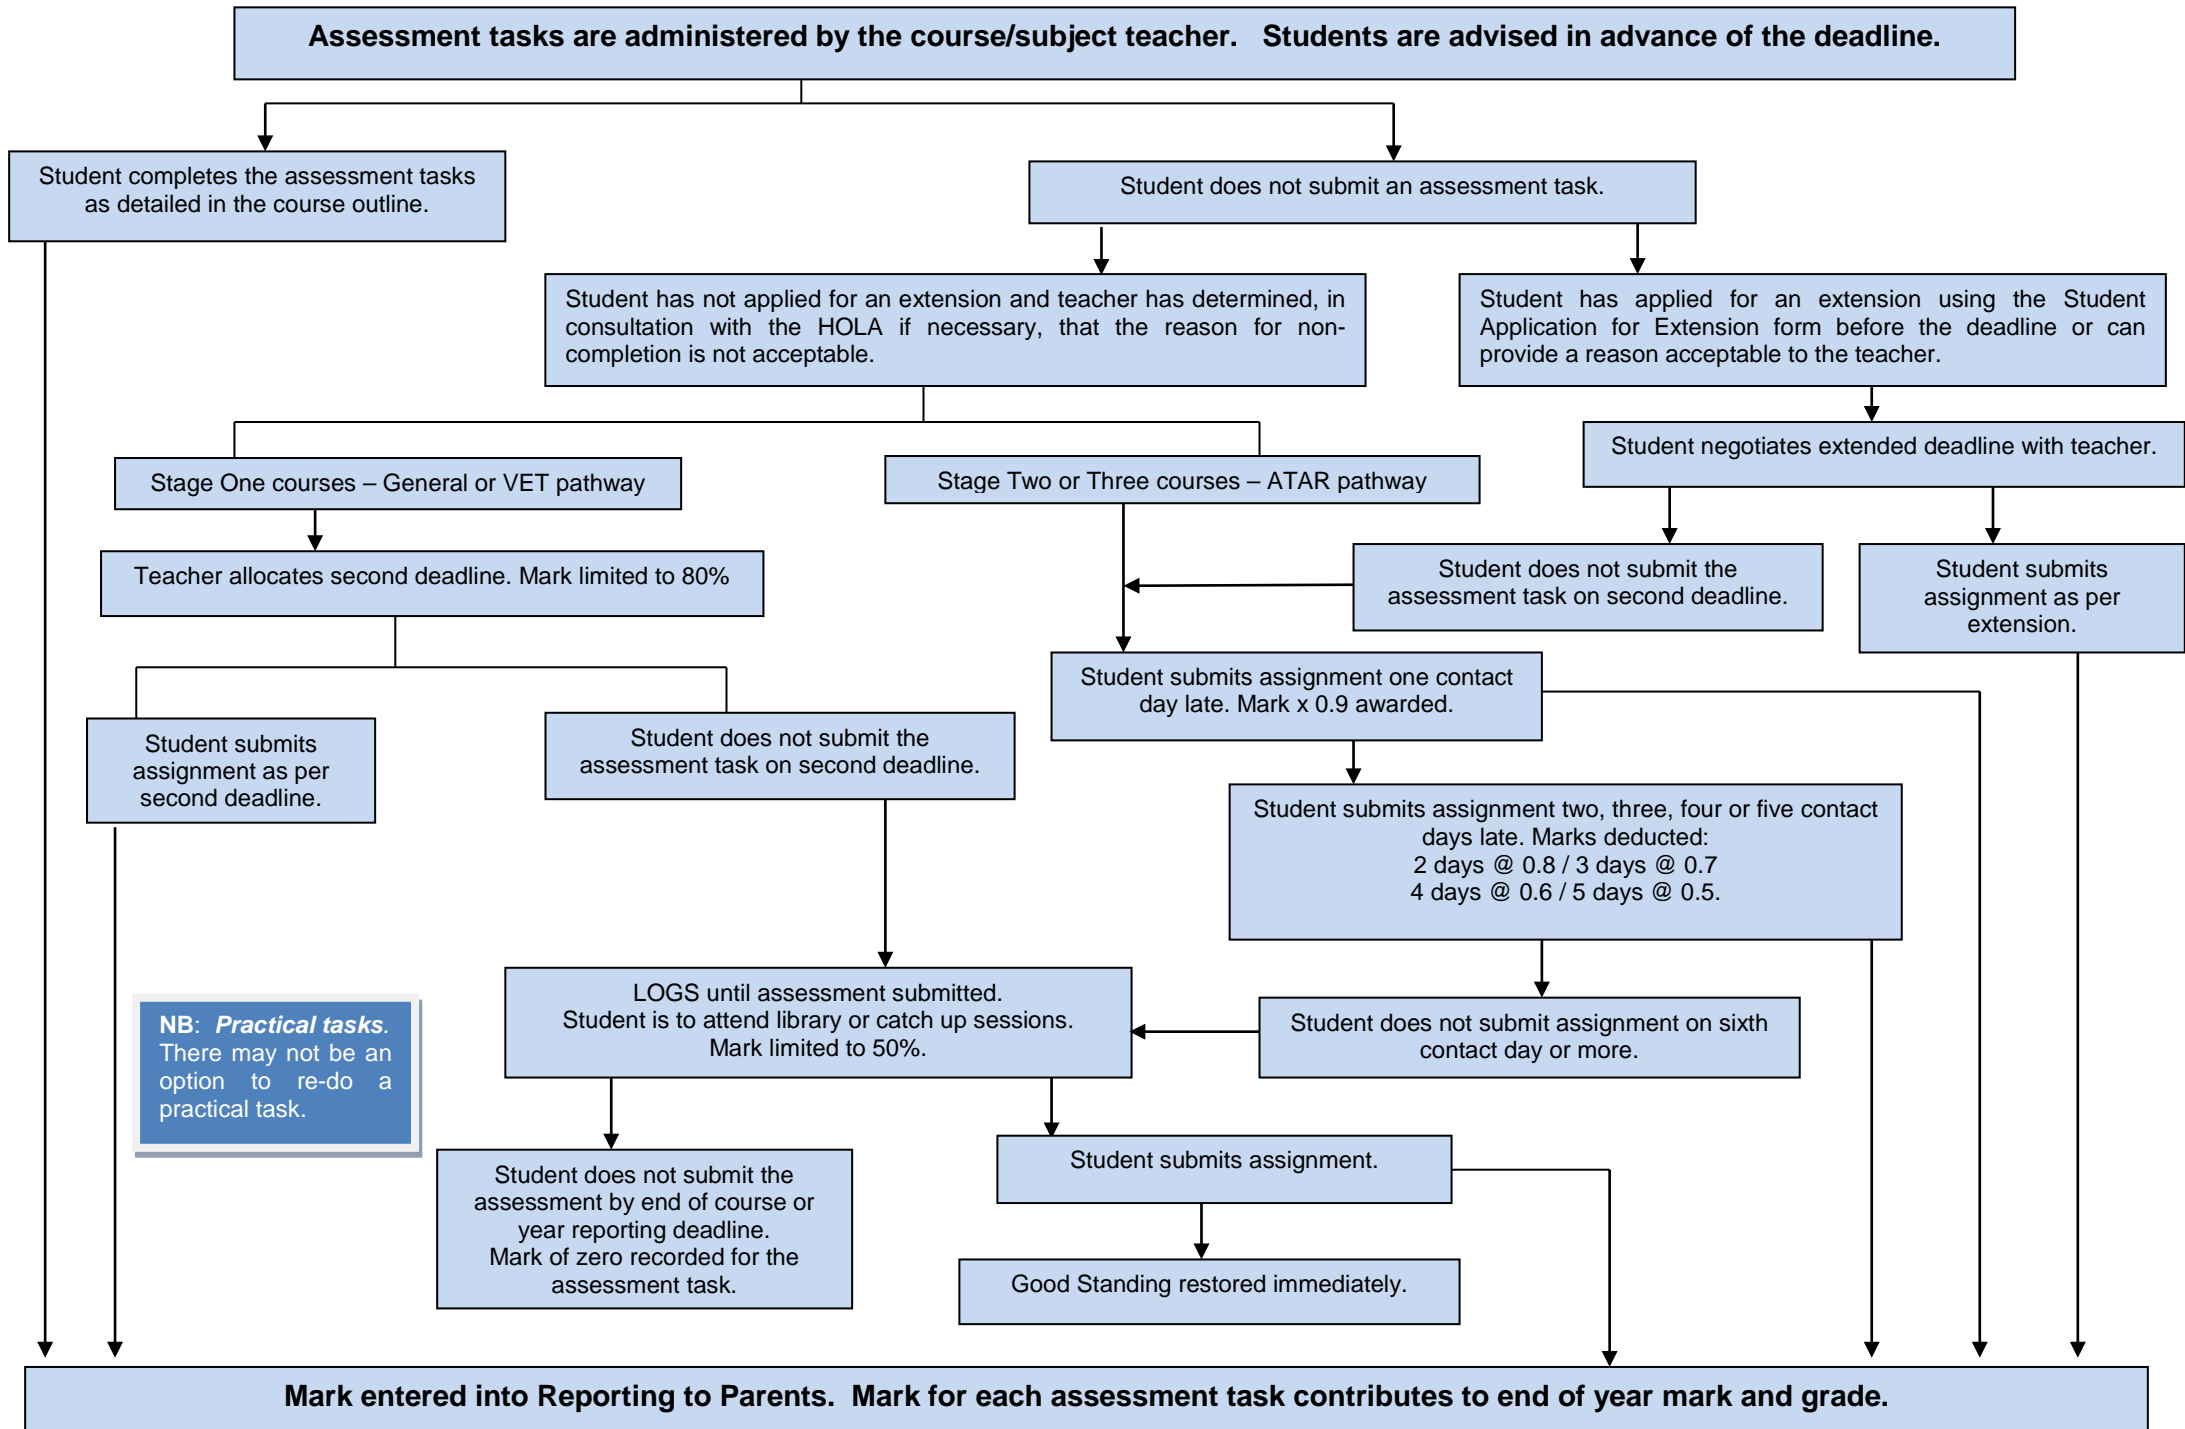 Assessment tasks are administered by the course/subject teacher.   Students are advised in advance of the deadline.
Student completes the assessment tasks
as detailed in the course outline.
Student does not submit an assessment task.
Student has not applied for an extension and teacher has determined, in
consultation with the HOLA if necessary, that the reason for non-
completion is not acceptable.
Student has applied for an extension using the Student
Application for Extension form before the deadline or can
provide a reason acceptable to the teacher.
Student negotiates extended deadline with teacher.
Stage One courses – General or VET pathway
Stage Two or Three courses – ATAR pathway
Teacher allocates second deadline. Mark limited to 80%
Student does not submit the
assessment task on second deadline.
Student submits
assignment as per
extension.
Student submits assignment one contact
day late. Mark x 0.9 awarded.
Student submits
assignment as per
second deadline.
Student does not submit the
assessment task on second deadline.
Student submits assignment two, three, four or five contact
days late. Marks deducted:
2 days @ 0.8 / 3 days @ 0.7
4 days @ 0.6 / 5 days @ 0.5.
LOGS until assessment submitted.
Student is to attend library or catch up sessions.
Mark limited to 50%.
Student does not submit assignment on sixth
contact day or more.
NB:  Practical tasks.
There may not be an
option to re-do a
practical task.
Student does not submit the
assessment by end of course or
year reporting deadline.
Mark of zero recorded for the
assessment task.
Student submits assignment.
Good Standing restored immediately.
Mark entered into Reporting to Parents.  Mark for each assessment task contributes to end of year mark and grade.